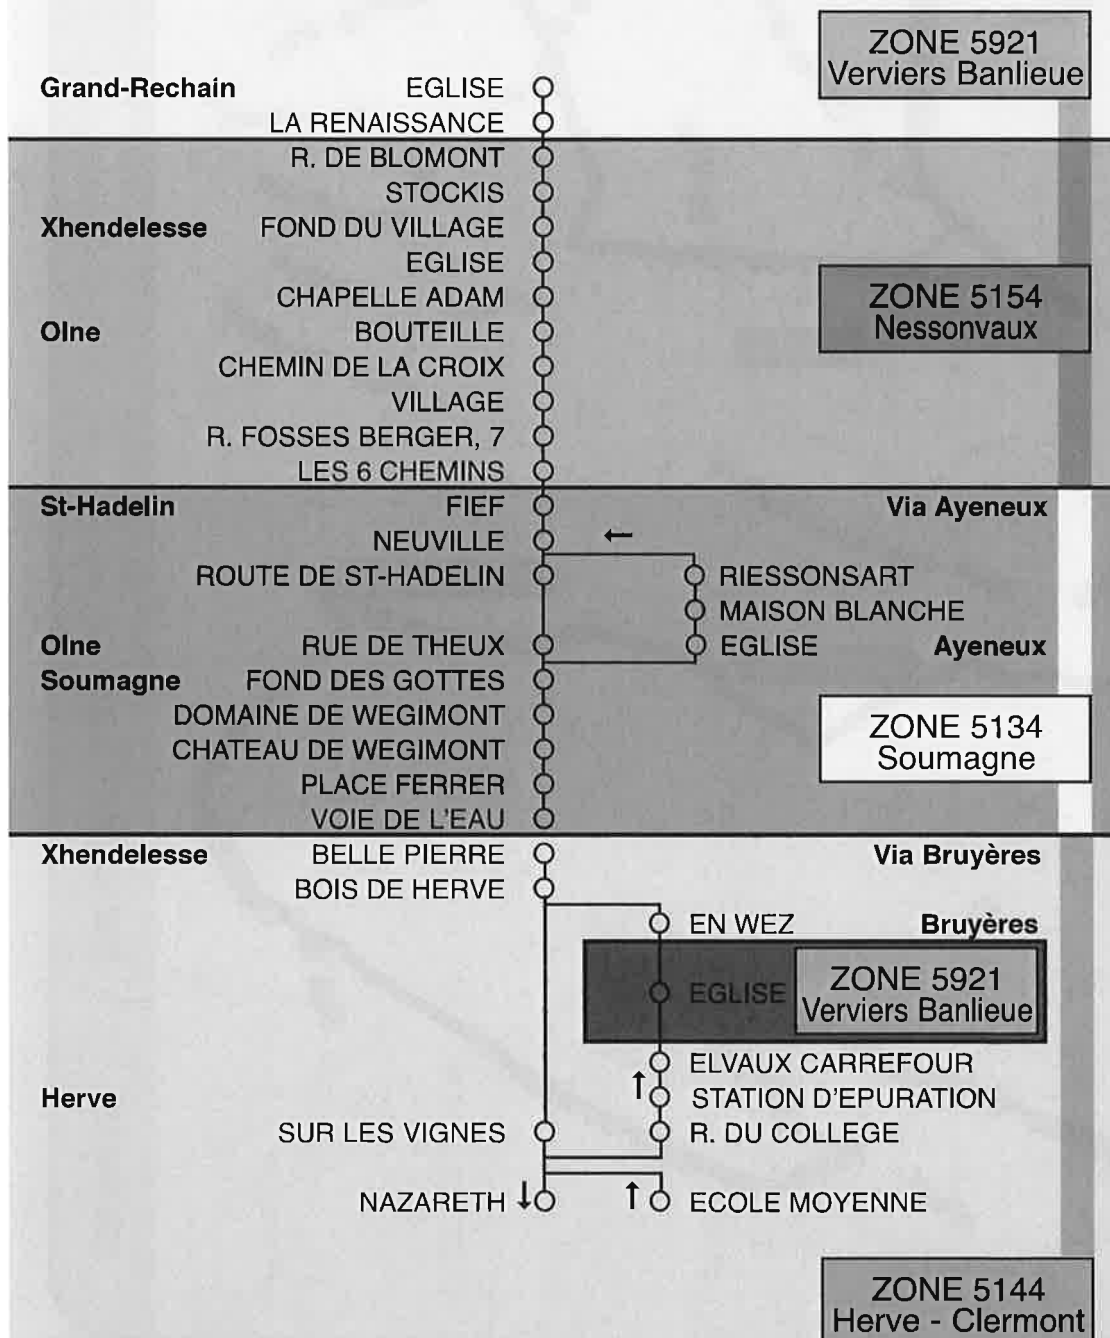 ZONE 5921
Verviers Banlieue
Grand-Rechain EGLISE
LA RENAISSANCE
R. DE BLOMONT
STOCKIS
Xhendelesse FOND DU VILLAGE
EGLISE
CHAPELLE ADAM
ZONE 5154
Nessonvaux
Olne BOUTEILLE
CHEMIN DE LA CROIX
VILLAGE
R. FOSSES BERGER, 7
LES 6 CHEMINS
St-Hadelin FIEF Via Ayeneux
NEUVILLE ←
ROUTE DE ST-HADELIN RIESSONSART
MAISON BLANCHE
Olne RUE DE THEUX EGLISE Ayeneux
Soumagne FOND DES GOTTES
DOMAINE DE WEGIMONT
CHATEAU DE WEGIMONT
ZONE 5134
Soumagne
PLACE FERRER
VOIE DE L'EAU
Xhendelesse BELLE PIERRE Via Bruyères
BOIS DE HERVE
EN WEZ Bruyères
EGLISE
ZONE 5921
Verviers Banlieue
ELVAUX CARREFOUR
Herve ↑ STATION D'EPURATION
SUR LES VIGNES R. DU COLLEGE
NAZARETH ↓ ↑ ECOLE MOYENNE
ZONE 5144
Herve - Clermont